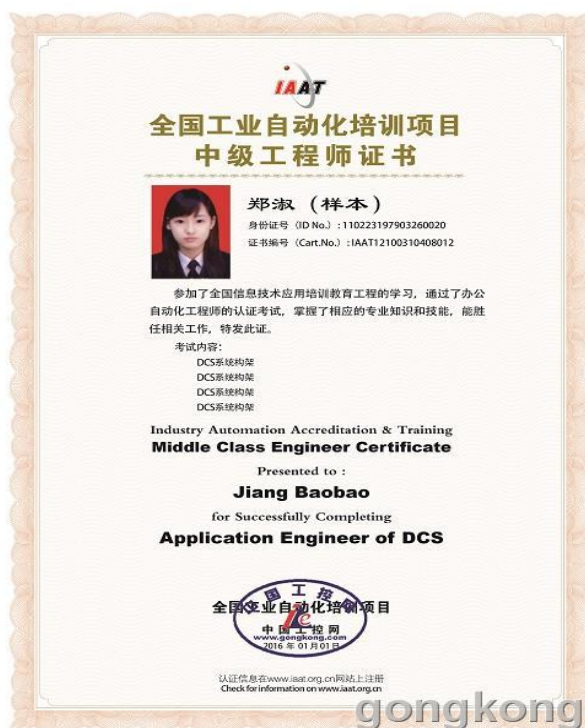 IAAT
全国工业自动化培训项目
中级工程师证书
郑淑（样本）
身份证号（ID No.）: 110223197903260020
证书编号（Cart.No.）: IAAT12100310408012
参加了全国信息技术应用培训教育工程的学习，通过了办公
自动化工程师的认证考试，掌握了相应的专业知识和技能，能胜
任相关工作，特发此证。
考试内容：
DCS系统构架
DCS系统构架
DCS系统构架
DCS系统构架
Industry Automation Accreditation & Training
Middle Class Engineer Certificate
Presented to :
Jiang Baobao
for Successfully Completing
Application Engineer of DCS
中国工控网
全国工业自动化培训项目
中国工控网
www.gongkong.com
2016 年 01月01日
认证信息在www.iaat.org.cn网站上注册
Check for information on www.iaat.org.cn
gongkong